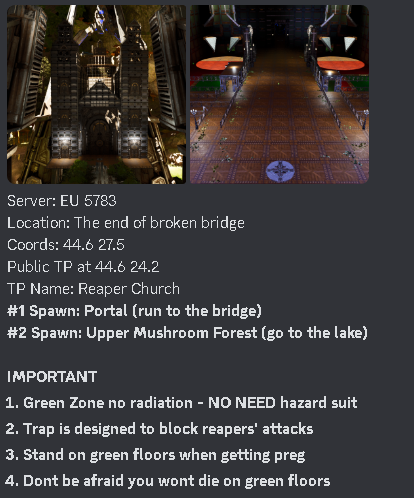 Server: EU 5783
Location: The end of broken bridge
Coords: 44.6 27.5
Public TP at 44.6 24.2
TP Name: Reaper Church
#1 Spawn: Portal (run to the bridge)
#2 Spawn: Upper Mushroom Forest (go to the lake)
IMPORTANT
1. Green Zone no radiation - NO NEED hazard suit
2. Trap is designed to block reapers' attacks
3. Stand on green floors when getting preg
4. Dont be afraid you wont die on green floors